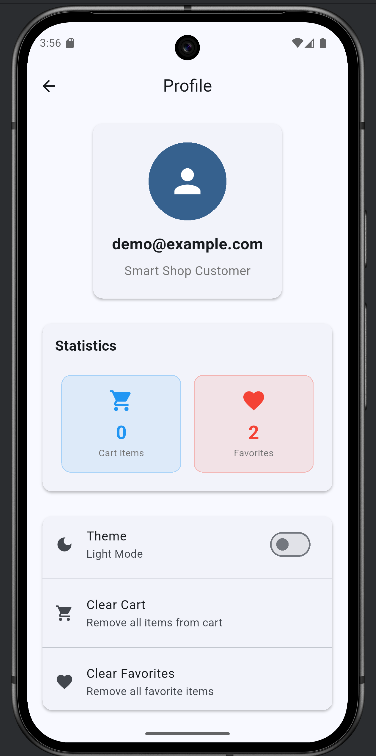 3:56
Profile
demo@example.com
Smart Shop Customer
Statistics
0
Cart Items
2
Favorites
Theme
Light Mode
Clear Cart
Remove all items from cart
Clear Favorites
Remove all favorite items